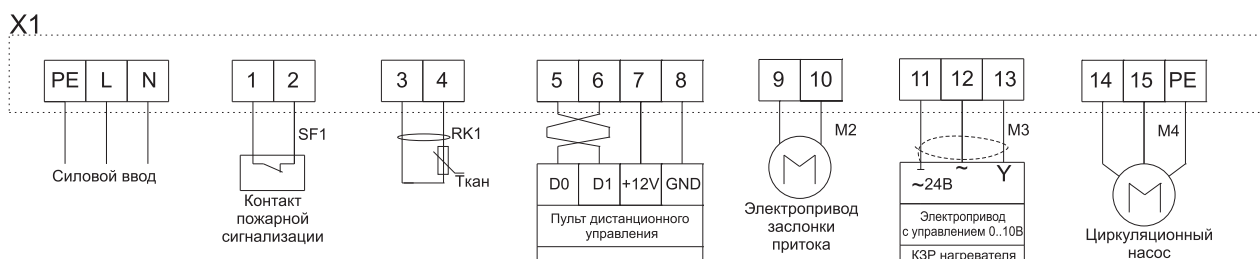 X1
PE L N 1 2 3 4 5 6 7 8 9 10 11 12 13 14 15 PE
SF1 RK1 M2 M3 M4
Силовой ввод
Контакт
пожарной
сигнализации
Tкан
D0 D1 +12V GND
Пульт дистанционного
управления
M
Электропривод
заслонки
притока
~24В ~ Y
Электропривод
с управлением 0..10В
КЗР нагревателя
M
Циркуляционный
насос